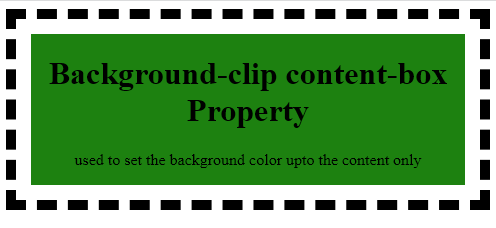 Background-clip content-box
Property
used to set the background color upto the content only